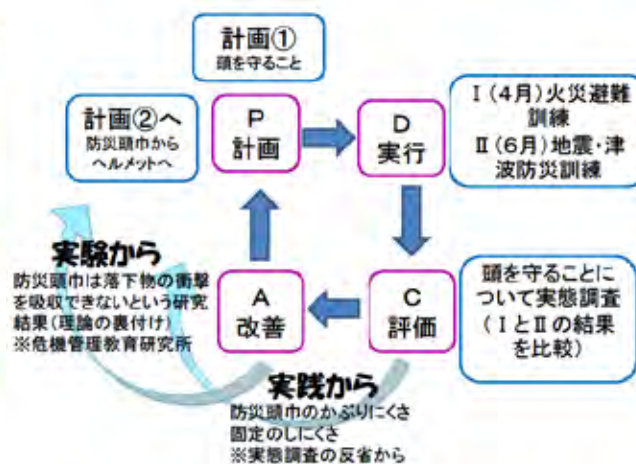 計画①
頭を守ること
計画②へ
防災頭巾から
ヘルメットへ
P
計画
D
実行
Ⅰ(4月)火災避難
訓練
Ⅱ(6月)地震・津
波防災訓練
実験から
防災頭巾は落下物の衝撃
を吸収できないという研究
結果(理論の裏付け)
※危機管理教育研究所
A
改善
C
評価
頭を守ることに
ついて実態調査
(ⅠとⅡの結果
を比較)
実践から
防災頭巾のかぶりにくさ
固定のしにくさ
※実態調査の反省から